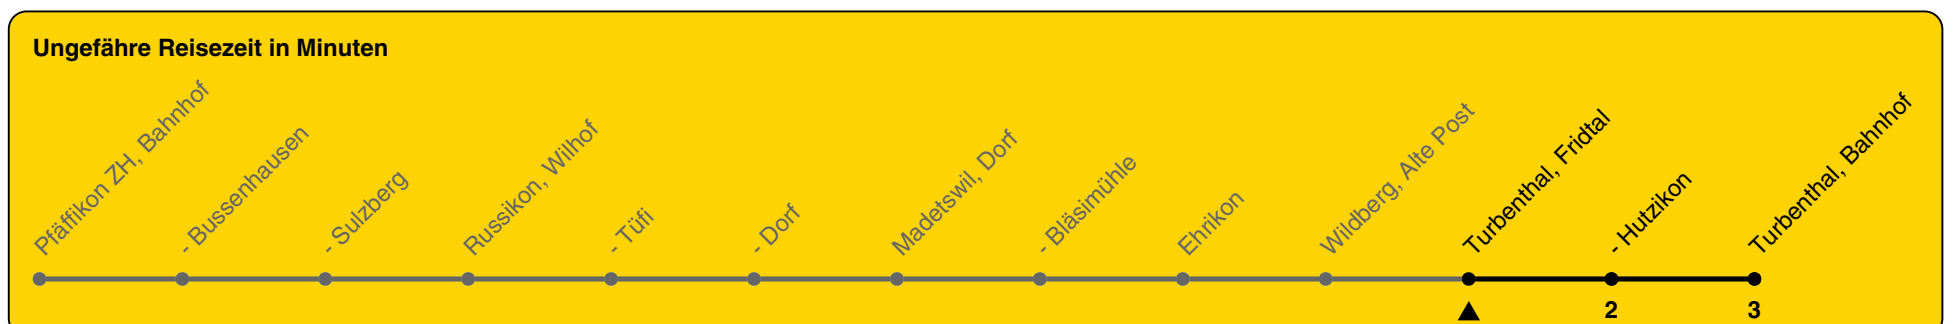 Ungefähre Reisezeit in Minuten
Pfäffikon ZH, Bahnhof
- Bussenhausen
- Sulzberg
Russikon, Wilhof
- Tüfi
- Dorf
Madetswil, Dorf
- Bläsimühle
Ehrikon
Wildberg, Alte Post
Turbenthal, Fridtal
- Hutzikon
Turbenthal, Bahnhof
2
3